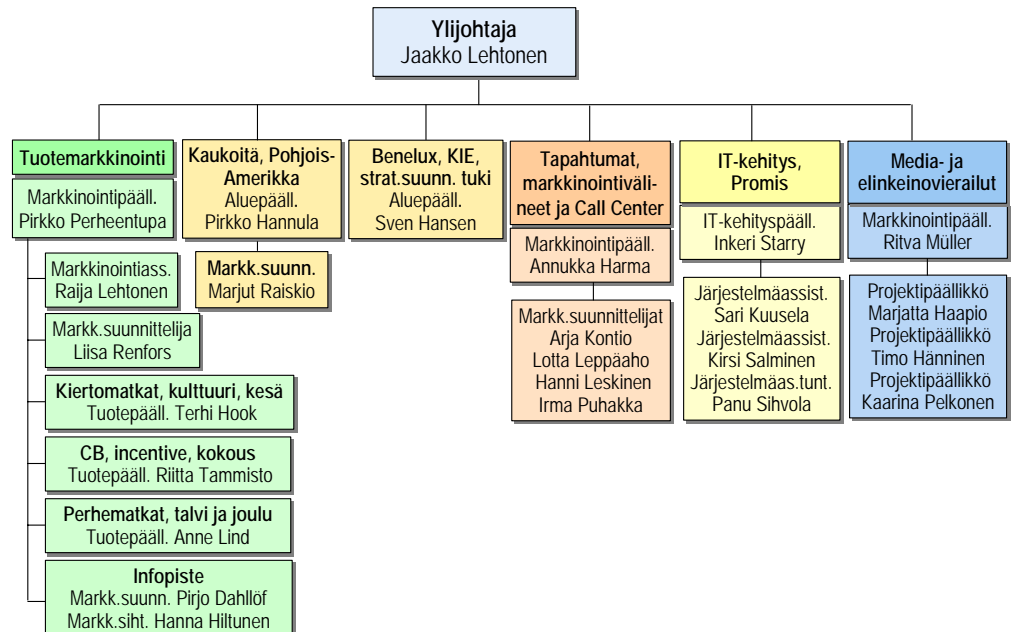 Ylijohtaja
Jaakko Lehtonen
Tuotemarkkinointi
Markkinointipääll.
Pirkko Perheentupa
Markkinointiass.
Raija Lehtonen
Markk.suunnittelija
Liisa Renfors
Kiertomatkat, kulttuuri, kesä
Tuotepääll. Terhi Hook
CB, incentive, kokous
Tuotepääll. Riitta Tammisto
Perhematkat, talvi ja joulu
Tuotepääll. Anne Lind
Infopiste
Markk.suunn. Pirjo Dahllöf
Markk.siht. Hanna Hiltunen
Kaukoitä, Pohjois-
Amerikka
Aluepääll.
Pirkko Hannula
Markk.suunn.
Marjut Raiskio
Benelux, KIE,
strat.suunn. tuki
Aluepääll.
Sven Hansen
Tapahtumat,
markkinointiväli-
neet ja Call Center
Markkinointipääll.
Annukka Harma
Markk.suunnittelijat
Arja Kontio
Lotta Leppäaho
Hanni Leskinen
Irma Puhakka
IT-kehitys,
Promis
IT-kehityspääll.
Inkeri Starry
Järjestelmäassist.
Sari Kuusela
Järjestelmäassist.
Kirsi Salminen
Järjestelmäas.tunt.
Panu Sihvola
Media- ja
elinkeinovierailut
Markkinointipääll.
Ritva Müller
Projektipäällikkö
Marjatta Haapio
Projektipäällikkö
Timo Hänninen
Projektipäällikkö
Kaarina Pelkonen